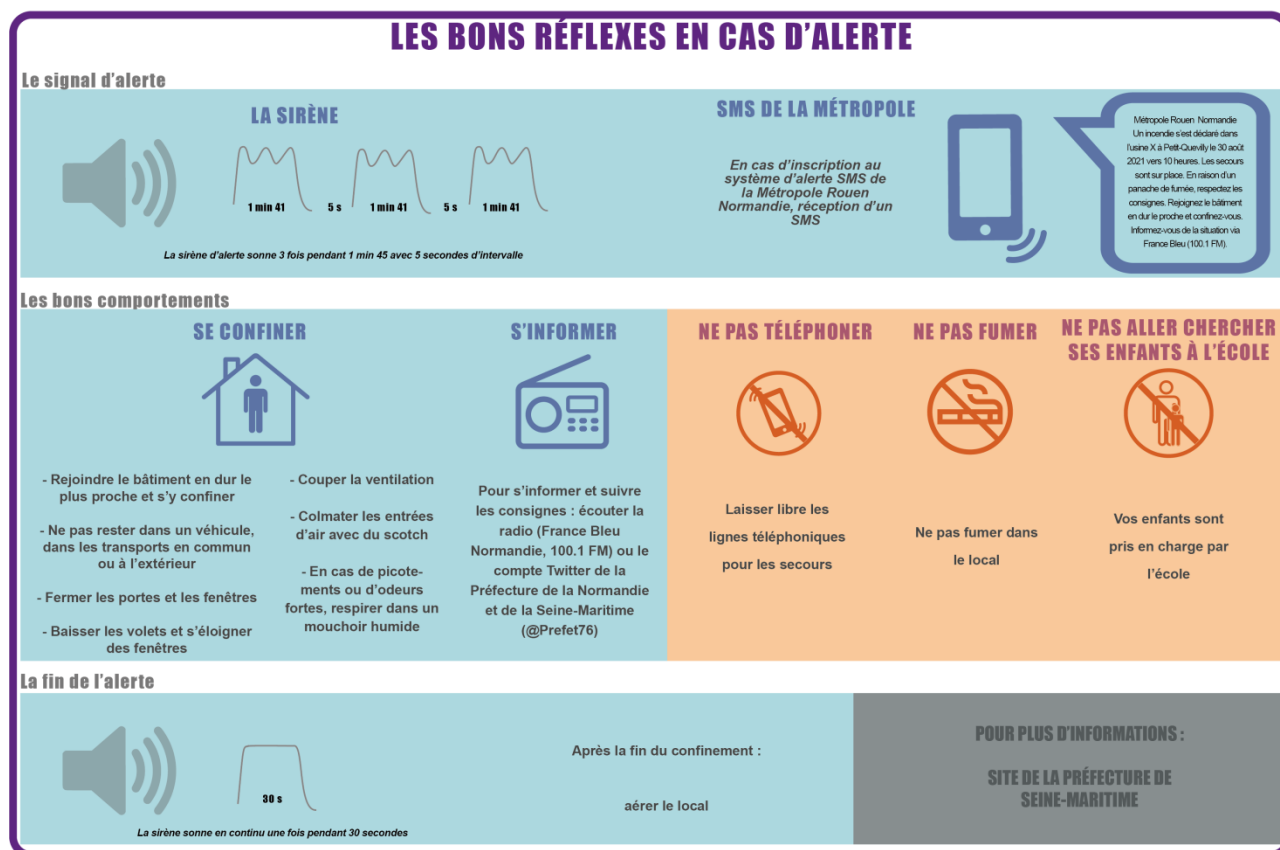 LES BONS RÉFLEXES EN CAS D'ALERTE
Le signal d'alerte
LA SIRÈNE
1 min 41
5 s
1 min 41
5 s
1 min 41
La sirène d'alerte sonne 3 fois pendant 1 min 45 avec 5 secondes d'intervalle
SMS DE LA MÉTROPOLE
En cas d'inscription au
système d'alerte SMS de
la Métropole Rouen
Normandie, réception d'un
SMS
Métropole Rouen Normandie
Un incendie s'est déclaré dans
l'usine X à Petit-Quevilly le 30 août
2021 vers 10 heures. Les secours
sont sur place. En raison d'un
panache de fumée, respectez les
consignes. Rejoignez le bâtiment
en dur le proche et confinez-vous.
Informez-vous de la situation via
France Bleu (100.1 FM).
Les bons comportements
SE CONFINER
- Rejoindre le bâtiment en dur le
plus proche et s'y confiner
- Ne pas rester dans un véhicule,
dans les transports en commun
ou à l'extérieur
- Fermer les portes et les fenêtres
- Baisser les volets et s'éloigner
des fenêtres
- Couper la ventilation
- Colmater les entrées
d'air avec du scotch
- En cas de picote-
ments ou d'odeurs
fortes, respirer dans un
mouchoir humide
S'INFORMER
Pour s'informer et suivre
les consignes : écouter la
radio (France Bleu
Normandie, 100.1 FM) ou le
compte Twitter de la
Préfecture de la Normandie
et de la Seine-Maritime
(@Prefet76)
NE PAS TÉLÉPHONER
Laisser libre les
lignes téléphoniques
pour les secours
NE PAS FUMER
Ne pas fumer dans
le local
NE PAS ALLER CHERCHER
SES ENFANTS À L'ÉCOLE
Vos enfants sont
pris en charge par
l'école
La fin de l'alerte
30 s
La sirène sonne en continu une fois pendant 30 secondes
Après la fin du confinement :
aérer le local
POUR PLUS D'INFORMATIONS :
SITE DE LA PRÉFECTURE DE
SEINE-MARITIME